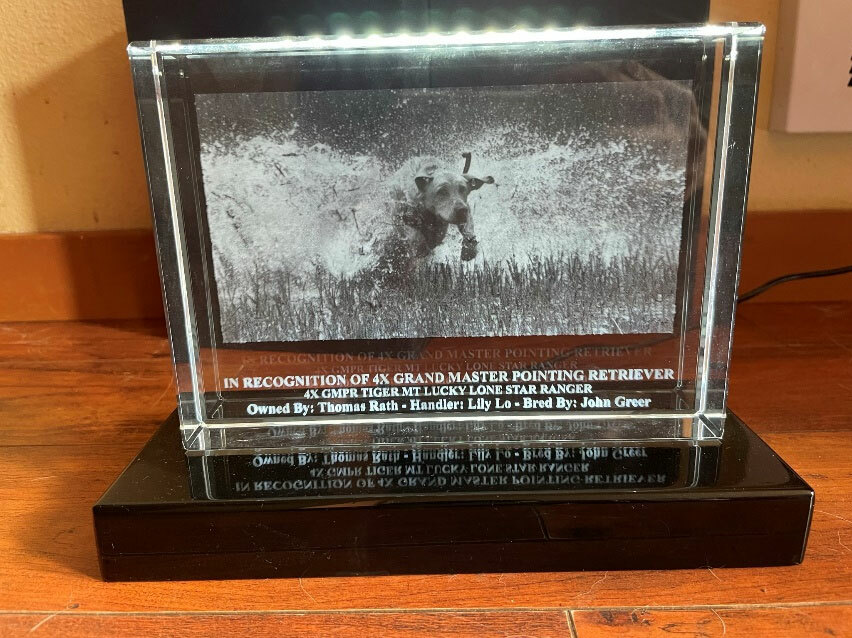 IN RECOGNITION OF 4X GRAND MASTER POINTING RETRIEVER
4X GMPR TIGER MT LUCKY LONE STAR RANGER
Owned By: Thomas Rath - Handler: Lily Lo - Bred By: John Greer